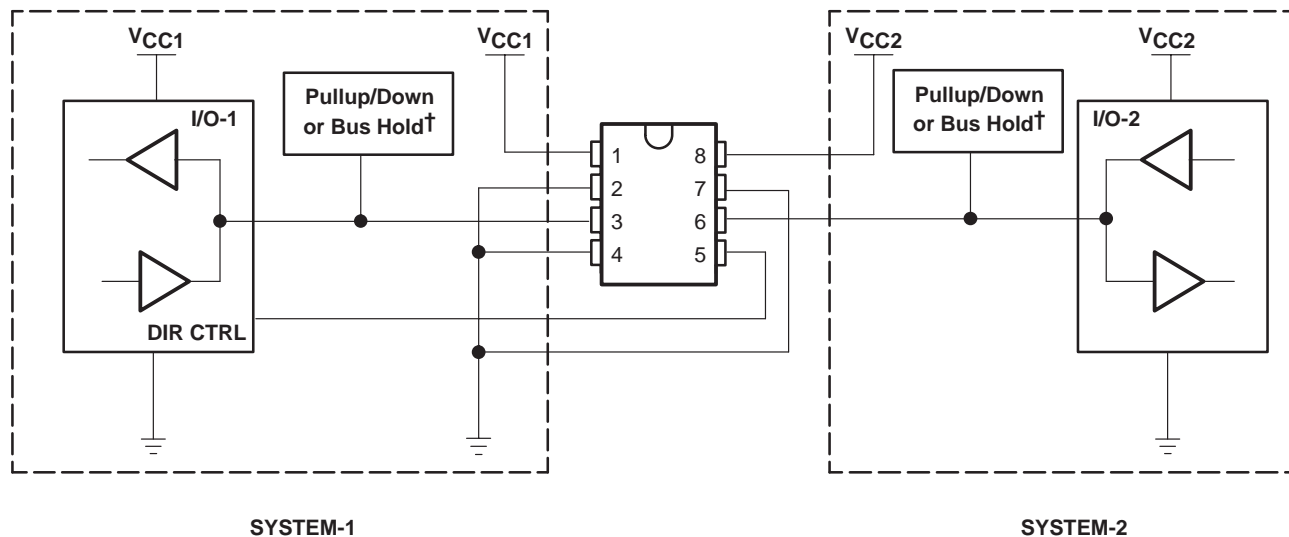 VCC1
VCC1
VCC2
VCC2
I/O-1
Pullup/Down
or Bus Hold†
Pullup/Down
or Bus Hold†
I/O-2
1
8
2
7
3
6
4
5
DIR CTRL
SYSTEM-1
SYSTEM-2